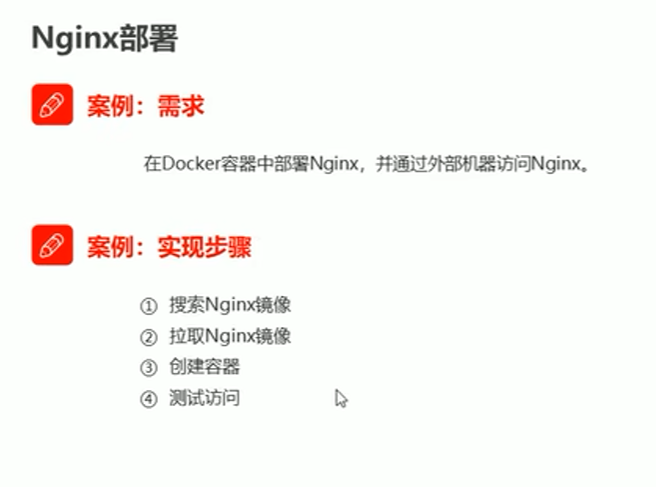 Nginx部署
案例：需求
在Docker容器中部署Nginx，并通过外部机器访问Nginx。
案例：实现步骤
① 搜索Nginx镜像
② 拉取Nginx镜像
③ 创建容器
④ 测试访问